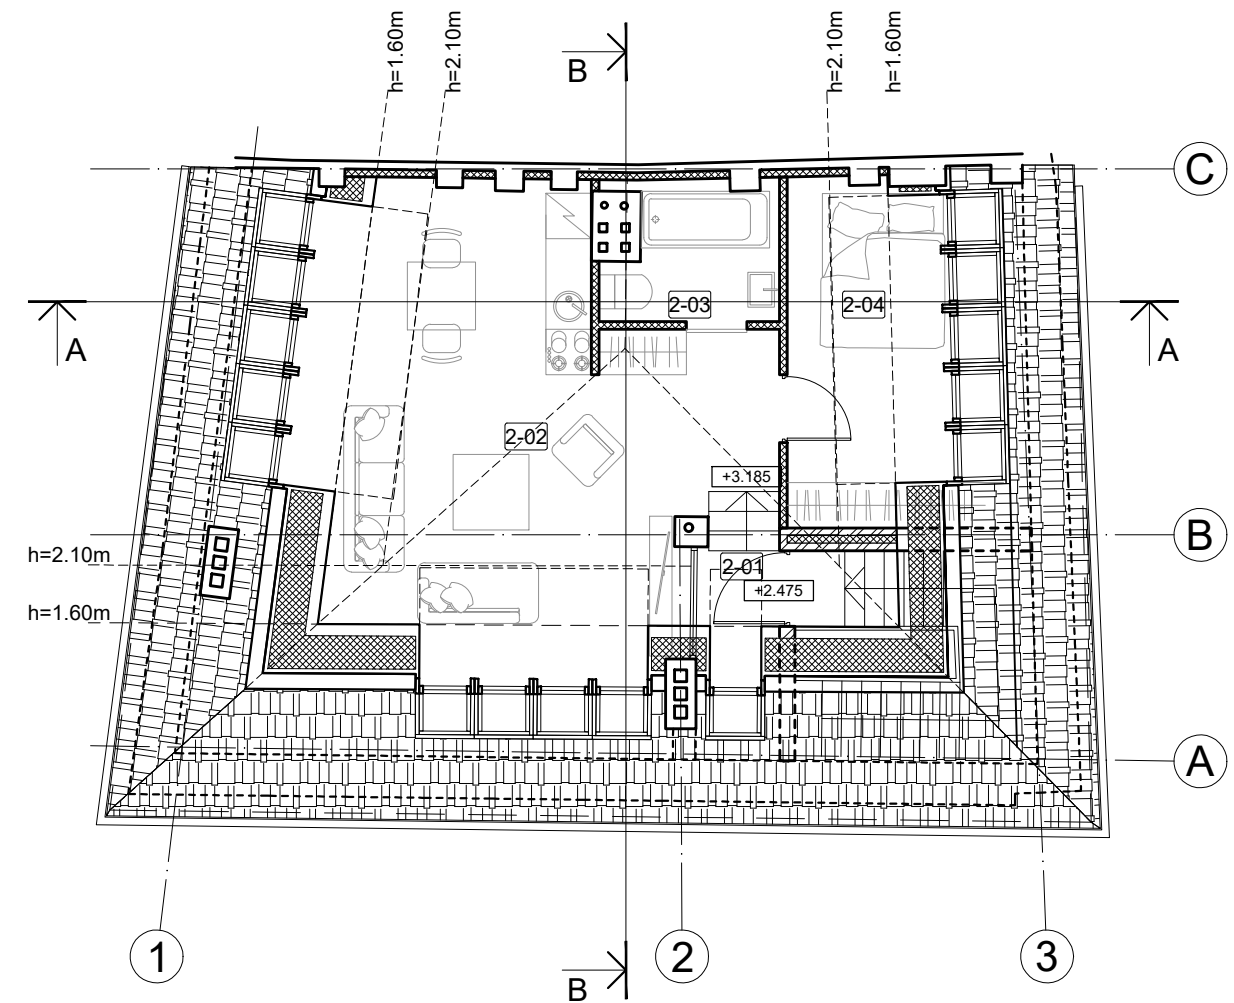 h=1.60m
h=2.10m
B
h=2.10m
h=1.60m
C
A
A
2-03
2-04
2-02
+3.185
B
h=2.10m
2-01
+2.475
h=1.60m
A
1
2
3
B